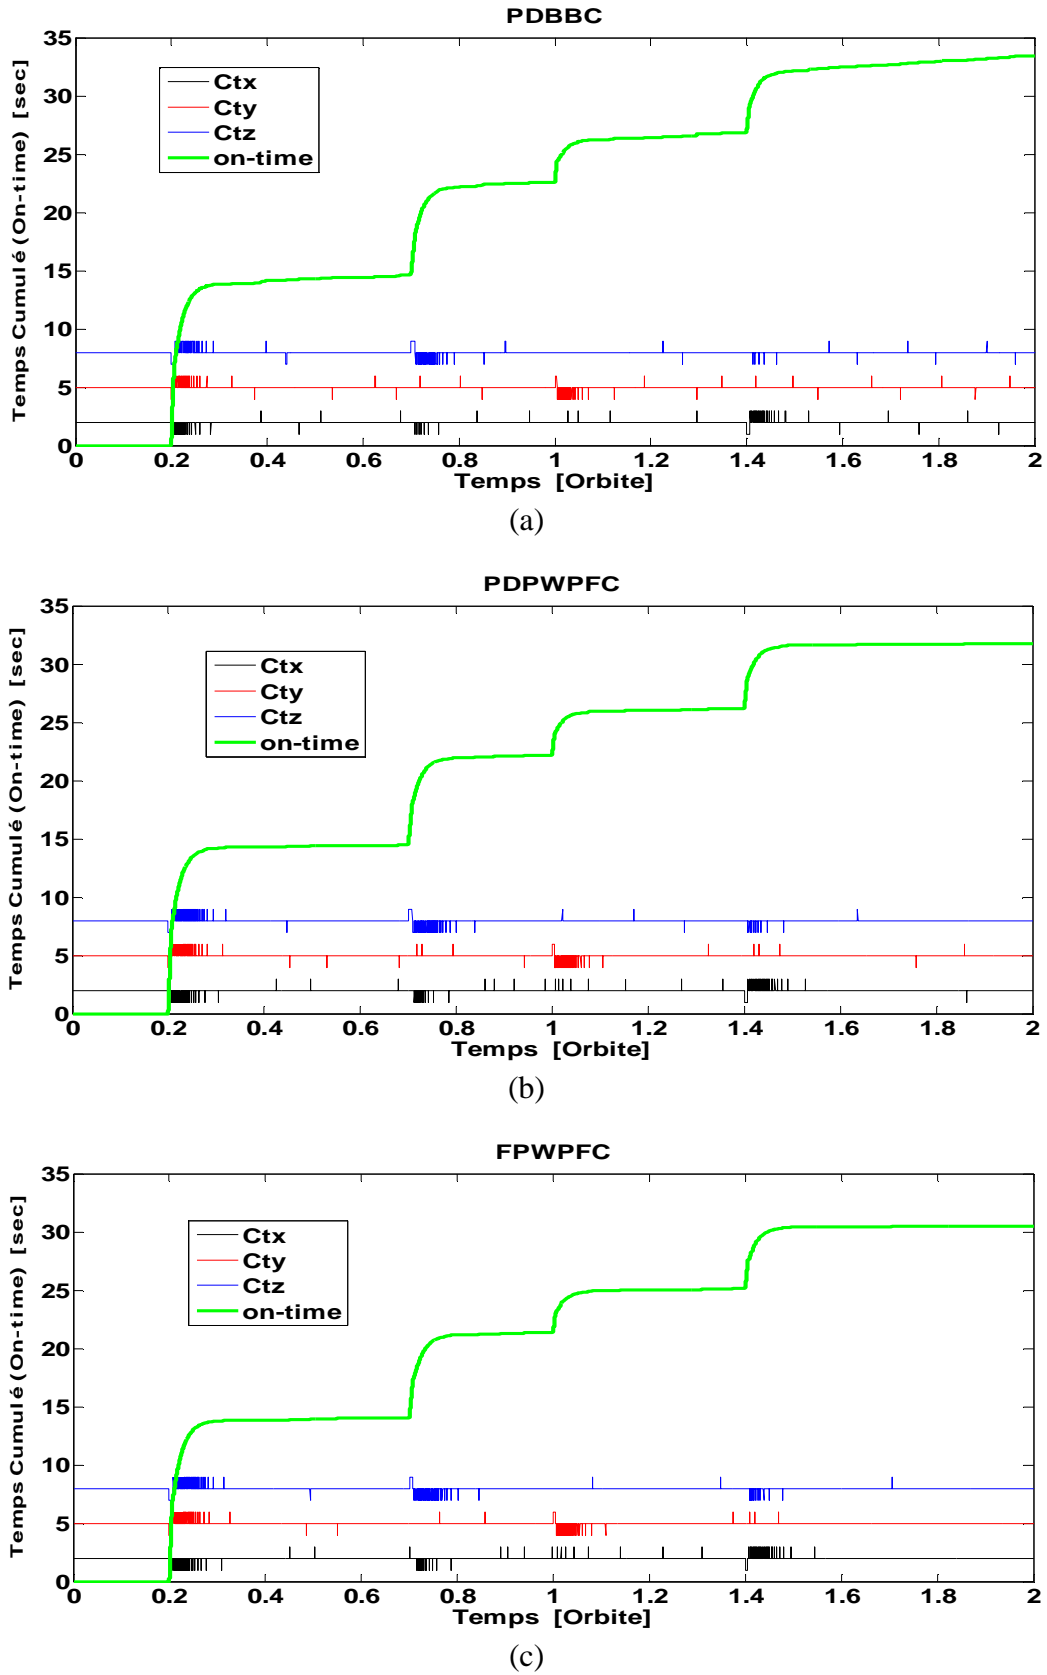 PDBBC
Temps Cumulé (On-time) [sec]
35
30
25
20
15
10
5
0
Ctx
Cty
Ctz
on-time
0 0.2 0.4 0.6 0.8 1 1.2 1.4 1.6 1.8 2
Temps [Orbite]
(a)
PDPWPFC
Temps Cumulé (On-time) [sec]
35
30
25
20
15
10
5
0
Ctx
Cty
Ctz
on-time
0 0.2 0.4 0.6 0.8 1 1.2 1.4 1.6 1.8 2
Temps [Orbite]
(b)
FPWPFC
Temps Cumulé (On-time) [sec]
35
30
25
20
15
10
5
0
Ctx
Cty
Ctz
on-time
0 0.2 0.4 0.6 0.8 1 1.2 1.4 1.6 1.8 2
Temps [Orbite]
(c)